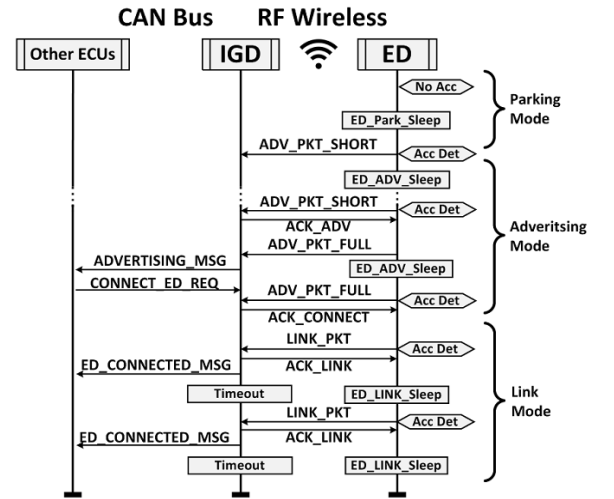 CAN Bus RF Wireless
Other ECUs IGD ED
No Acc
ED_Park_Sleep
Parking
Mode
ADV_PKT_SHORT Acc Det
ED_ADV_Sleep
ADV_PKT_SHORT Acc Det
ACK_ADV
ADV_PKT_FULL
Adveritsing
Mode
ADVERTISING_MSG ED_ADV_Sleep
CONNECT_ED_REQ
ADV_PKT_FULL Acc Det
ACK_CONNECT
LINK_PKT Acc Det
ED_CONNECTED_MSG ACK_LINK
Timeout ED_LINK_Sleep
Link
Mode
LINK_PKT Acc Det
ED_CONNECTED_MSG ACK_LINK
Timeout ED_LINK_Sleep